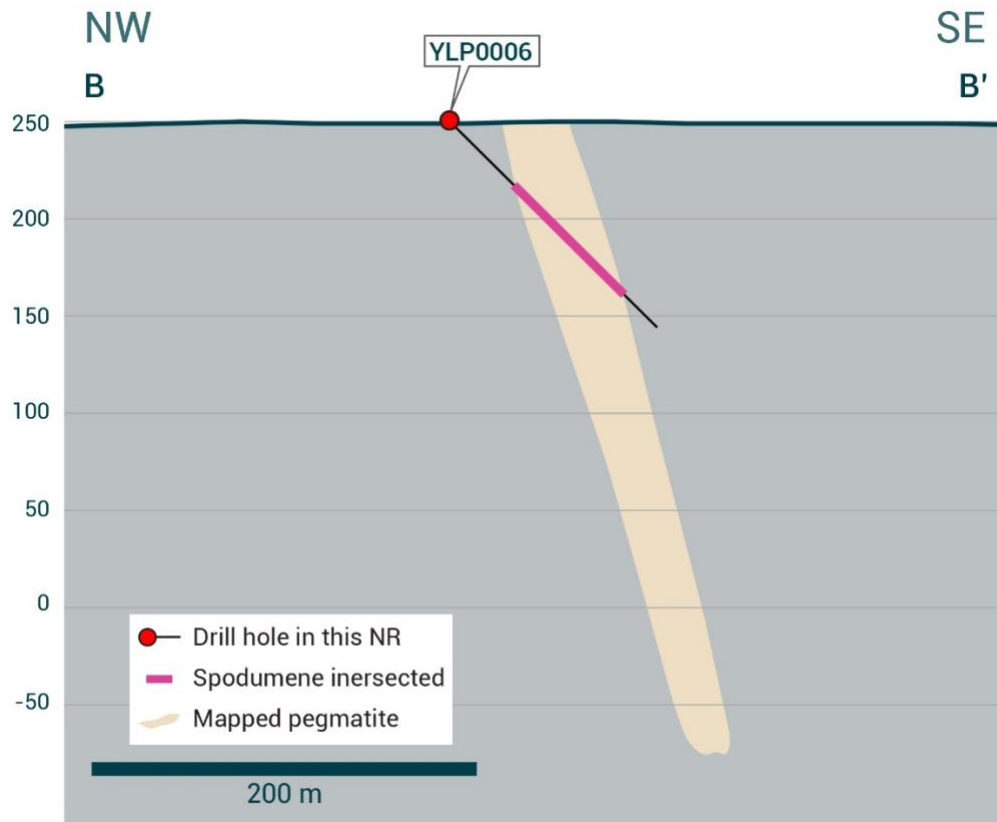 NW
SE
YLP0006
B
B'
250
200
150
100
50
0
-50
Drill hole in this NR
Spodumene inersected
Mapped pegmatite
200 m